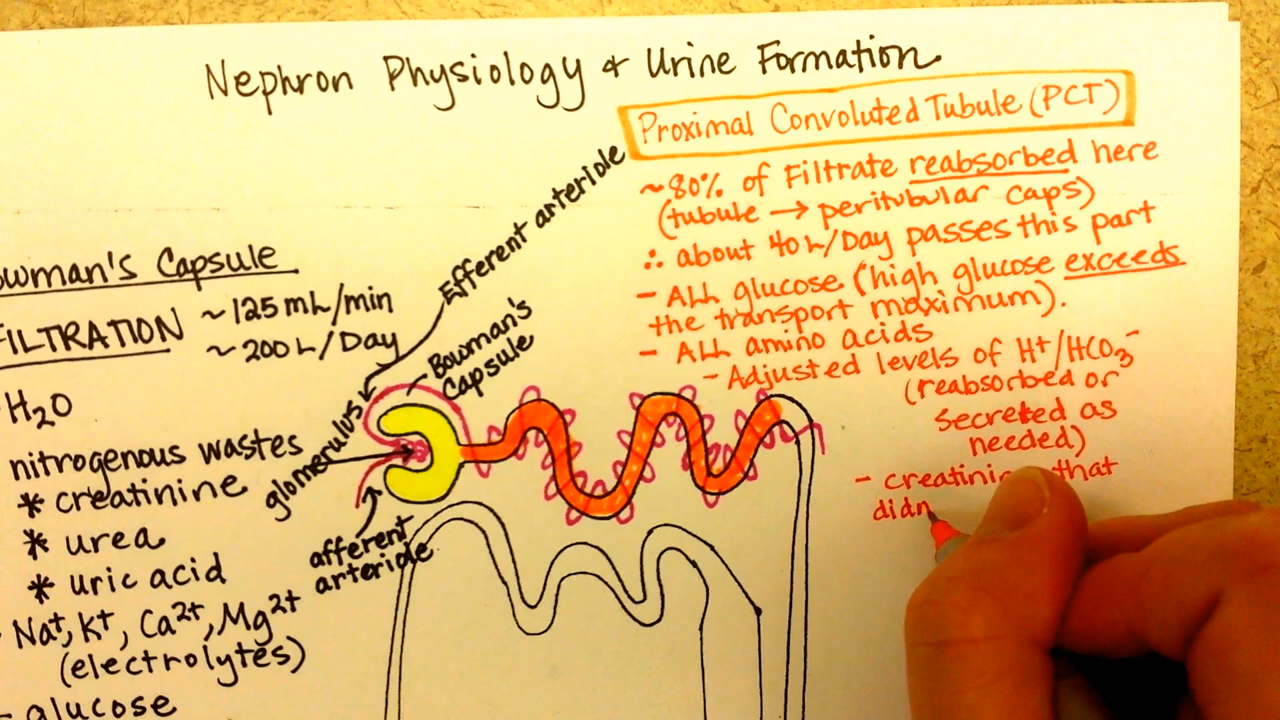 Nephron Physiology & Urine Formation
Proximal Convoluted Tubule (PCT)
~80% of Filtrate reabsorbed here
(tubule → peritubular caps)
∴ about 40L/Day passes this part
- ALL glucose (high glucose exceeds
the transport maximum).
- ALL amino acids
- Adjusted levels of H+/HCO3-
(reabsorbed or
secreted as
needed)
- creatini that
didn
owman's Capsule
FILTRATION ~125 mL/min
~200 L/Day
H2O
nitrogenous wastes
* creatinine
* urea
* uric acid
- Na+, K+, Ca2+, Mg2+
(electrolytes)
- glucose
Efferent arteriole
Bowman's
Capsule
glomerulus
afferent
arteriole